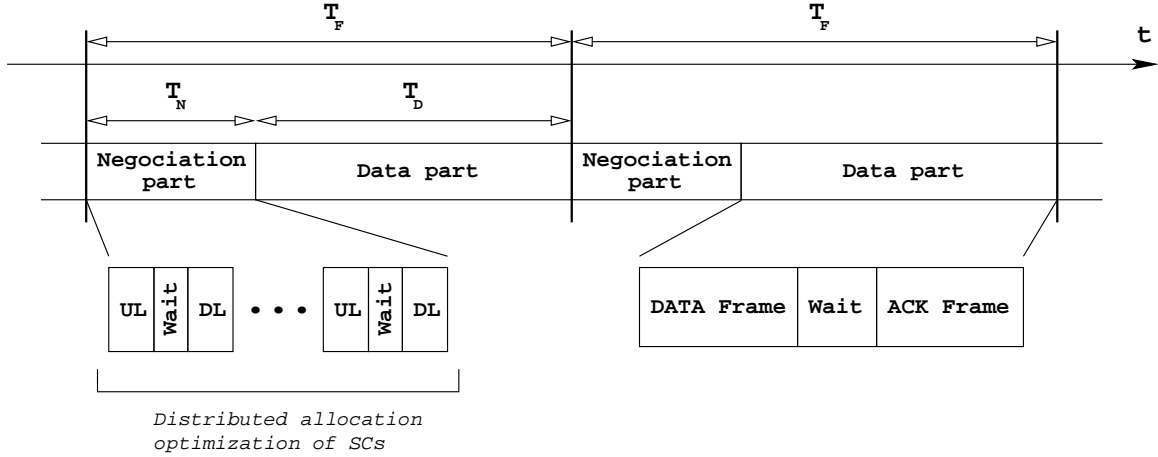 T_F T_F
t
T_N T_D
Negociation part Data part Negociation part Data part
UL Wait DL • • • UL Wait DL DATA Frame Wait ACK Frame
Distributed allocation
optimization of SCs